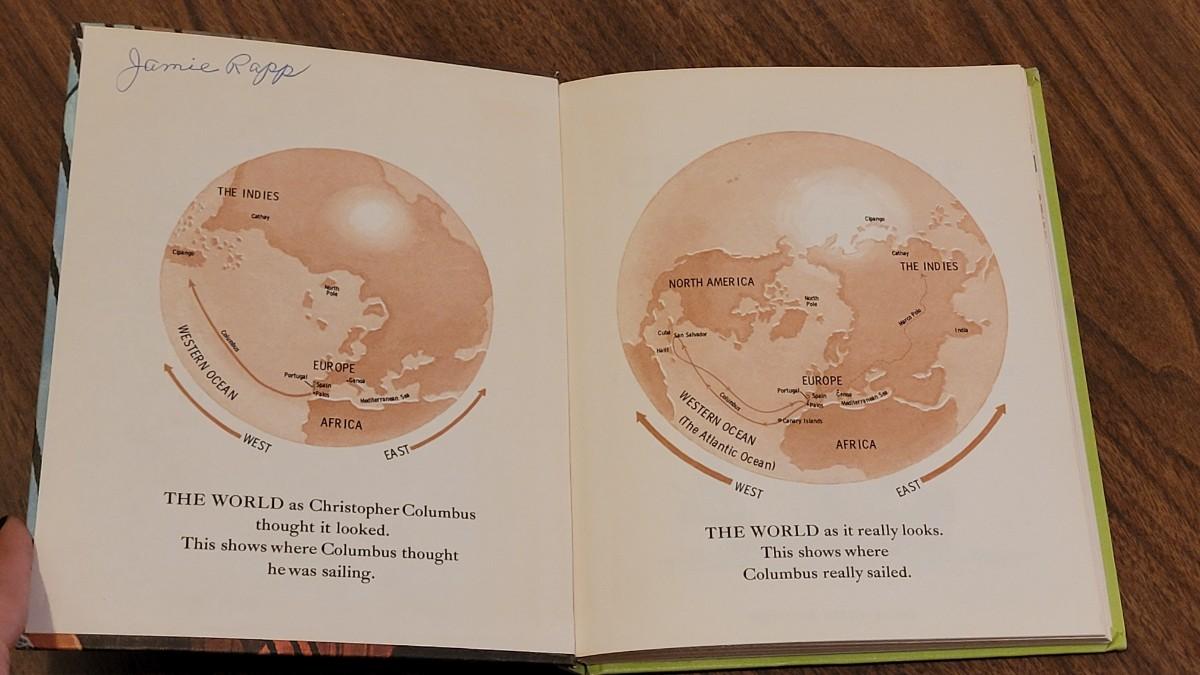 Jamie Rapp
THE INDIES
Cathay
Cipango
North
Pole
Columbus
WESTERN OCEAN
EUROPE
Portugal
Spain
Genoa
Palos
Mediterranean Sea
AFRICA
WEST
EAST
THE WORLD as Christopher Columbus
thought it looked.
This shows where Columbus thought
he was sailing.
Cipango
Cathay
THE INDIES
NORTH AMERICA
North
Pole
Marco Polo
India
Cuba
San Salvador
Haiti
EUROPE
Portugal
Spain
Genoa
Palos
Mediterranean Sea
Columbus
Canary Islands
WESTERN OCEAN
(The Atlantic Ocean)
AFRICA
WEST
EAST
THE WORLD as it really looks.
This shows where
Columbus really sailed.